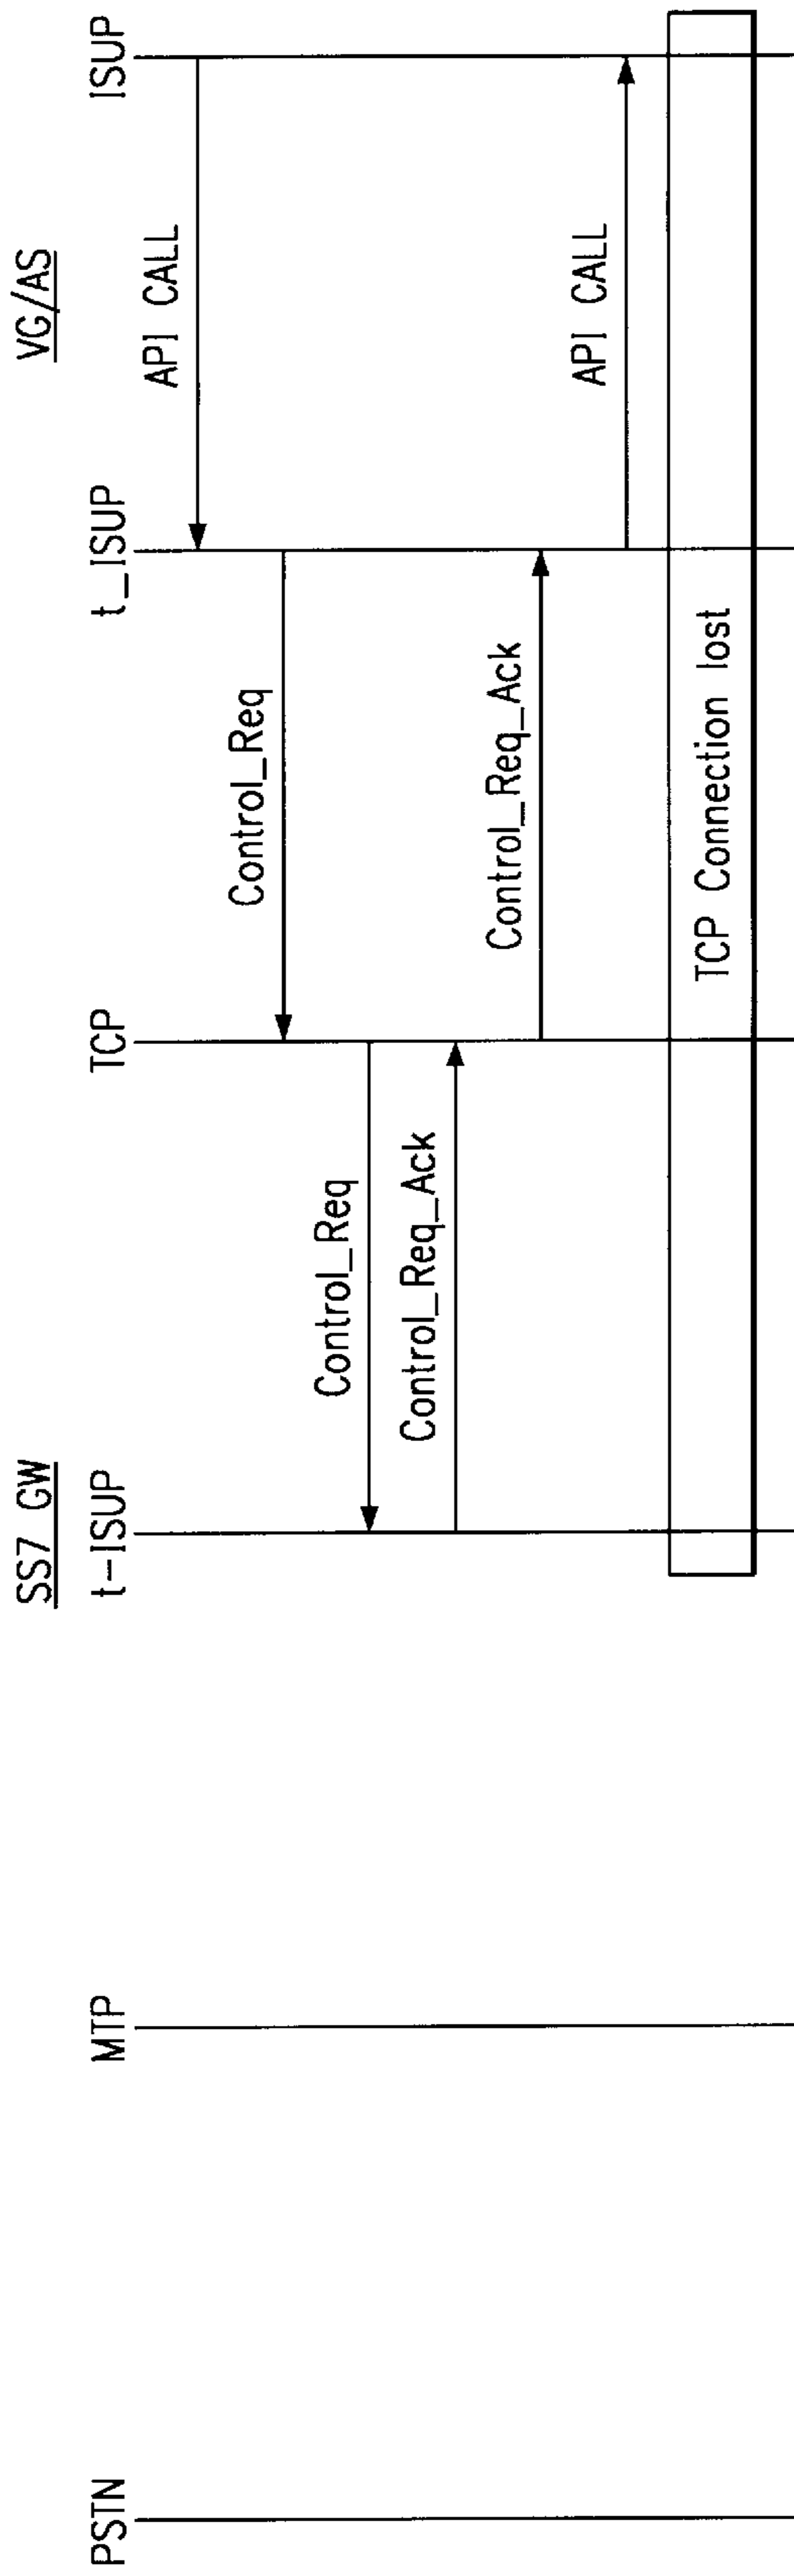 SS7 GW
VG/AS
PSTN
MTP
t-ISUP
TCP
t_ISUP
ISUP
API CALL
Control_Req
Control_Req
Control_Req_Ack
Control_Req_Ack
API CALL
TCP Connection lost